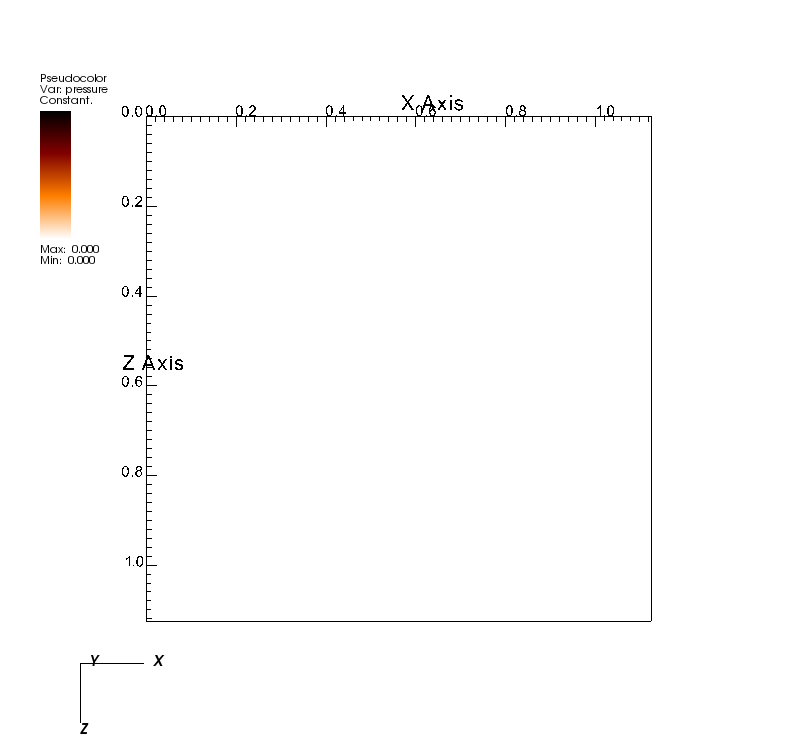 Pseudocolor
Var: pressure
Constant.
Max: 0.000
Min: 0.000
X Axis
0.0 0.2 0.4 0.6 0.8 1.0
0.0
0.2
0.4
Z Axis
0.6
0.8
1.0
Y X
Z